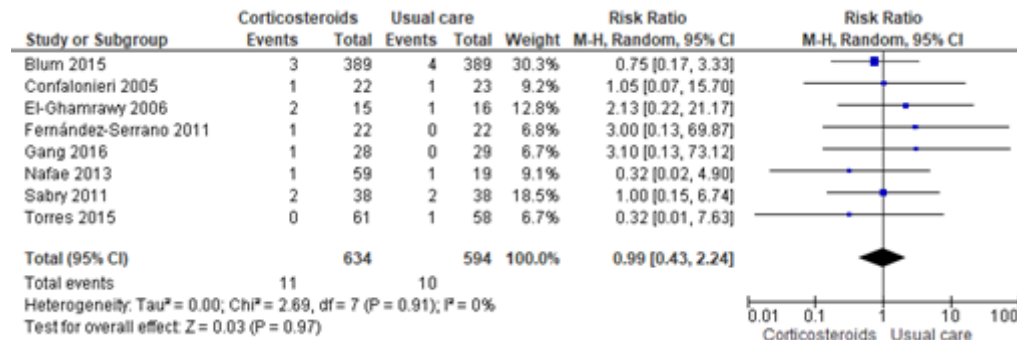 Corticosteroids Usual care Risk Ratio Risk Ratio
Study or Subgroup Events Total Events Total Weight M-H, Random, 95% CI M-H, Random, 95% CI
Blum 2015 3 389 4 389 30.3% 0.75 [0.17, 3.33]
Confalonieri 2005 1 22 1 23 9.2% 1.05 [0.07, 15.70]
El-Ghamrawy 2006 2 15 1 16 12.8% 2.13 [0.22, 21.17]
Fernández-Serrano 2011 1 22 0 22 6.8% 3.00 [0.13, 69.87]
Gang 2016 1 28 0 29 6.7% 3.10 [0.13, 73.12]
Nafae 2013 1 59 1 19 9.1% 0.32 [0.02, 4.90]
Sabry 2011 2 38 2 38 18.5% 1.00 [0.15, 6.74]
Torres 2015 0 61 1 58 6.7% 0.32 [0.01, 7.63]
Total (95% CI) 634 594 100.0% 0.99 [0.43, 2.24]
Total events 11 10
Heterogeneity: Tau² = 0.00; Chi² = 2.69, df = 7 (P = 0.91); I² = 0%
Test for overall effect: Z = 0.03 (P = 0.97)
0.01 0.1 1 10 100
Corticosteroids Usual care